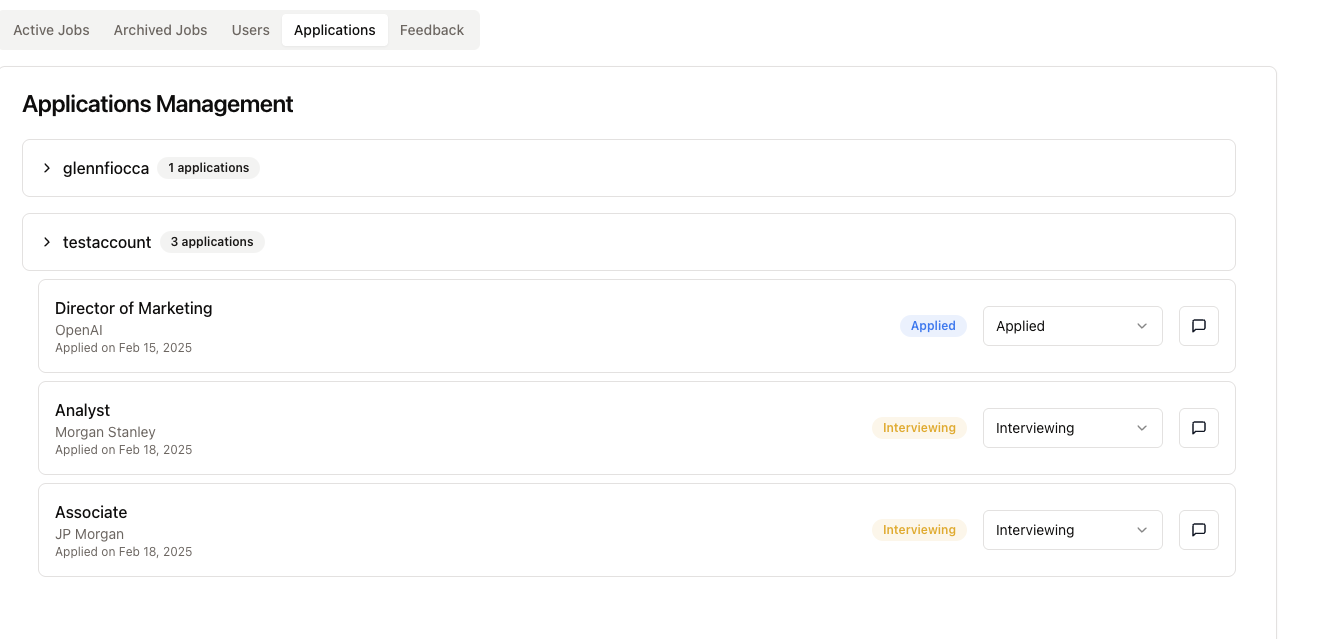 Active Jobs Archived Jobs Users Applications Feedback
Applications Management
glennfiocca 1 applications
testaccount 3 applications
Director of Marketing
OpenAI
Applied on Feb 15, 2025
Applied Applied
Analyst
Morgan Stanley
Applied on Feb 18, 2025
Interviewing Interviewing
Associate
JP Morgan
Applied on Feb 18, 2025
Interviewing Interviewing